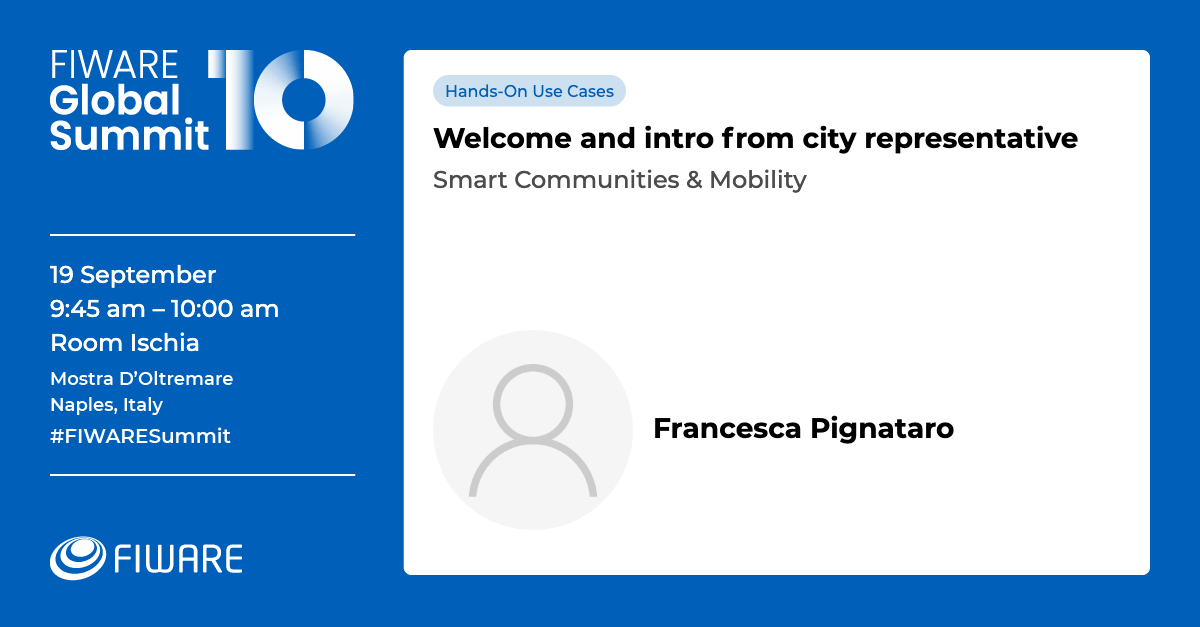 FIWARE
Global
Summit
10
19 September
9:45 am – 10:00 am
Room Ischia
Mostra D’Oltremare
Naples, Italy
#FIWARESummit
FIWARE
Hands-On Use Cases
Welcome and intro from city representative
Smart Communities & Mobility
Francesca Pignataro